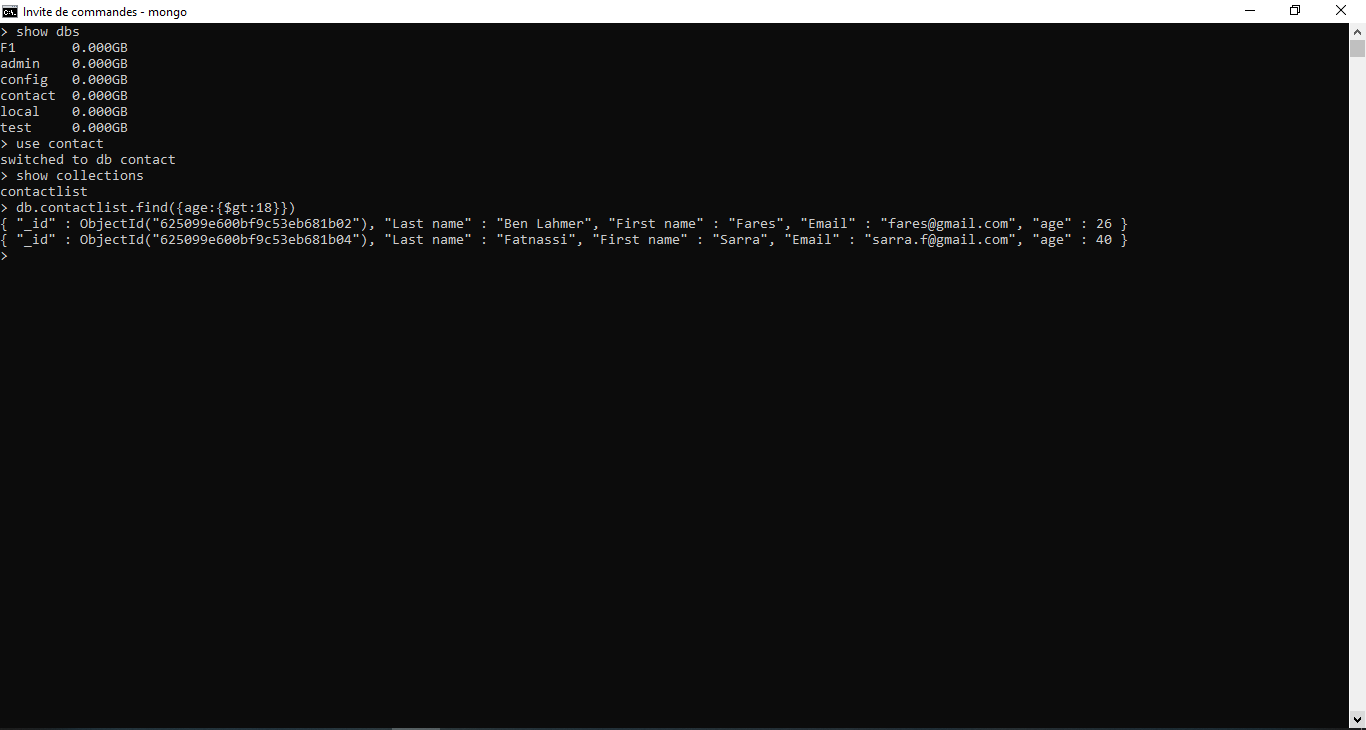 Invite de commandes - mongo
> show dbs
F1       0.000GB
admin    0.000GB
config   0.000GB
contact  0.000GB
local    0.000GB
test     0.000GB
> use contact
switched to db contact
> show collections
contactlist
> db.contactlist.find({age:{$gt:18}})
{ "_id" : ObjectId("625099e600bf9c53eb681b02"), "Last name" : "Ben Lahmer", "First name" : "Fares", "Email" : "fares@gmail.com", "age" : 26 }
{ "_id" : ObjectId("625099e600bf9c53eb681b04"), "Last name" : "Fatnassi", "First name" : "Sarra", "Email" : "sarra.f@gmail.com", "age" : 40 }
>